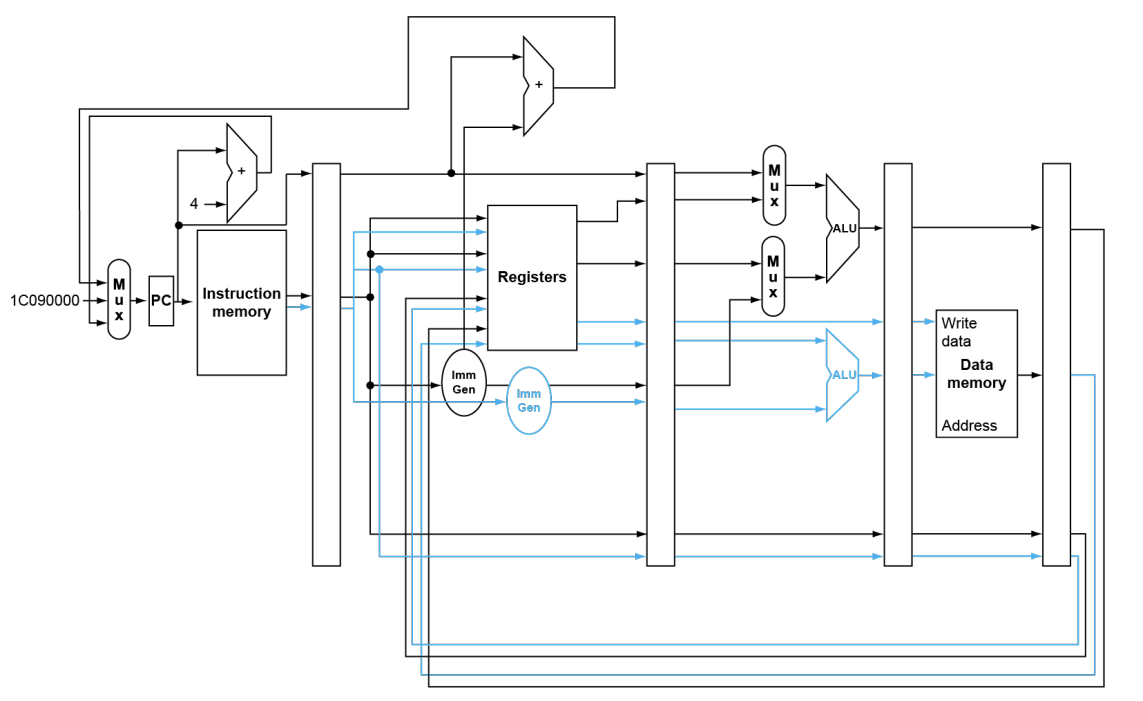 +
+
4
1C090000
M
u
x
PC
Instruction
memory
Registers
Imm
Gen
Imm
Gen
M
u
x
M
u
x
ALU
ALU
Write
data
Data
memory
Address